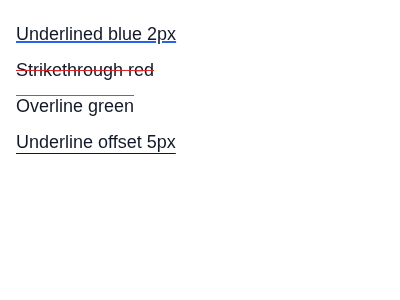 Underlined blue 2px
Strikethrough red
Overline green
Underline offset 5px